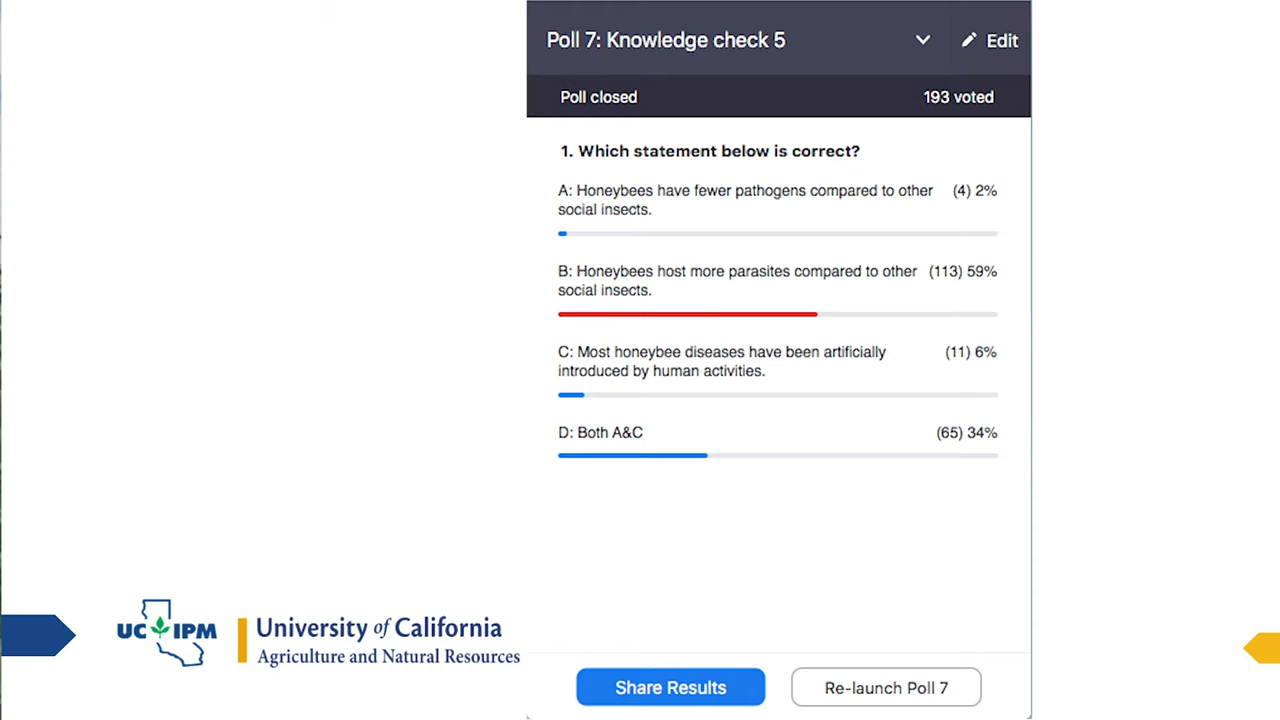 Poll 7: Knowledge check 5
Edit
Poll closed
193 voted
1. Which statement below is correct?
A: Honeybees have fewer pathogens compared to other (4) 2%
social insects.
B: Honeybees host more parasites compared to other (113) 59%
social insects.
C: Most honeybee diseases have been artificially (11) 6%
introduced by human activities.
D: Both A&C (65) 34%
UC IPM
University of California
Agriculture and Natural Resources
Share Results
Re-launch Poll 7